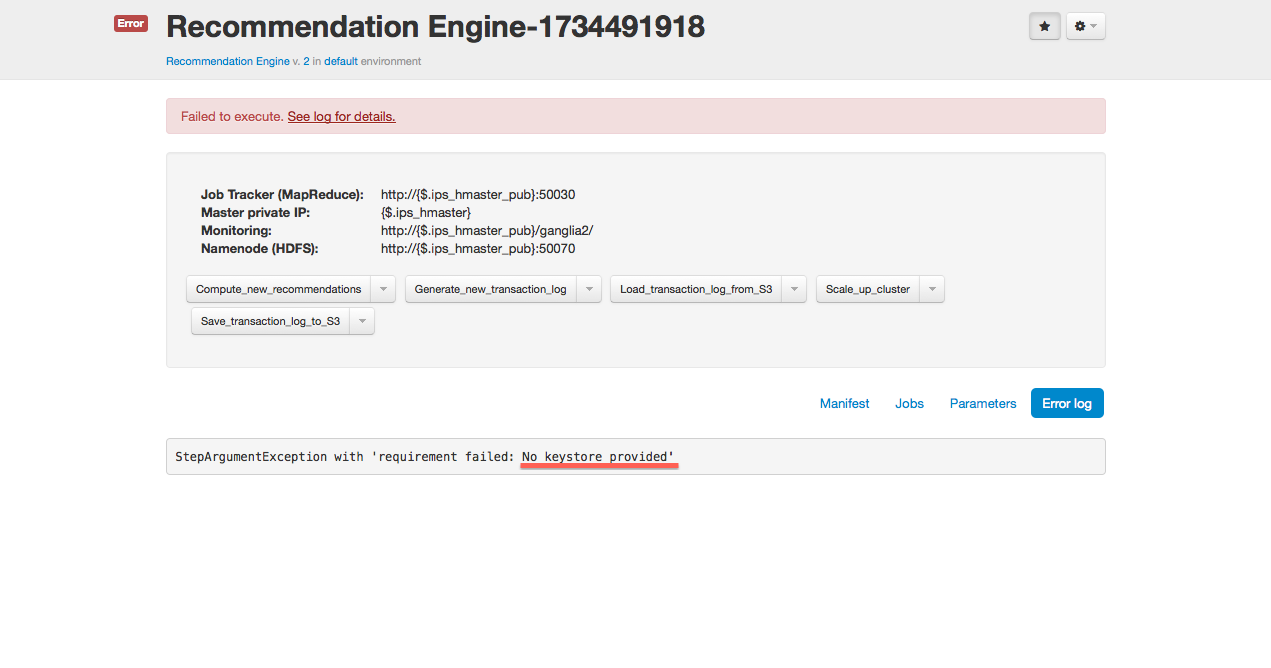 Error
Recommendation Engine-1734491918
Recommendation Engine v. 2 in default environment
Failed to execute. See log for details.
Job Tracker (MapReduce): http://{$.ips_hmaster_pub}:50030
Master private IP: {$.ips_hmaster}
Monitoring: http://{$.ips_hmaster_pub}/ganglia2/
Namenode (HDFS): http://{$.ips_hmaster_pub}:50070
Compute_new_recommendations Generate_new_transaction_log Load_transaction_log_from_S3 Scale_up_cluster
Save_transaction_log_to_S3
Manifest Jobs Parameters Error log
StepArgumentException with 'requirement failed: No keystore provided'